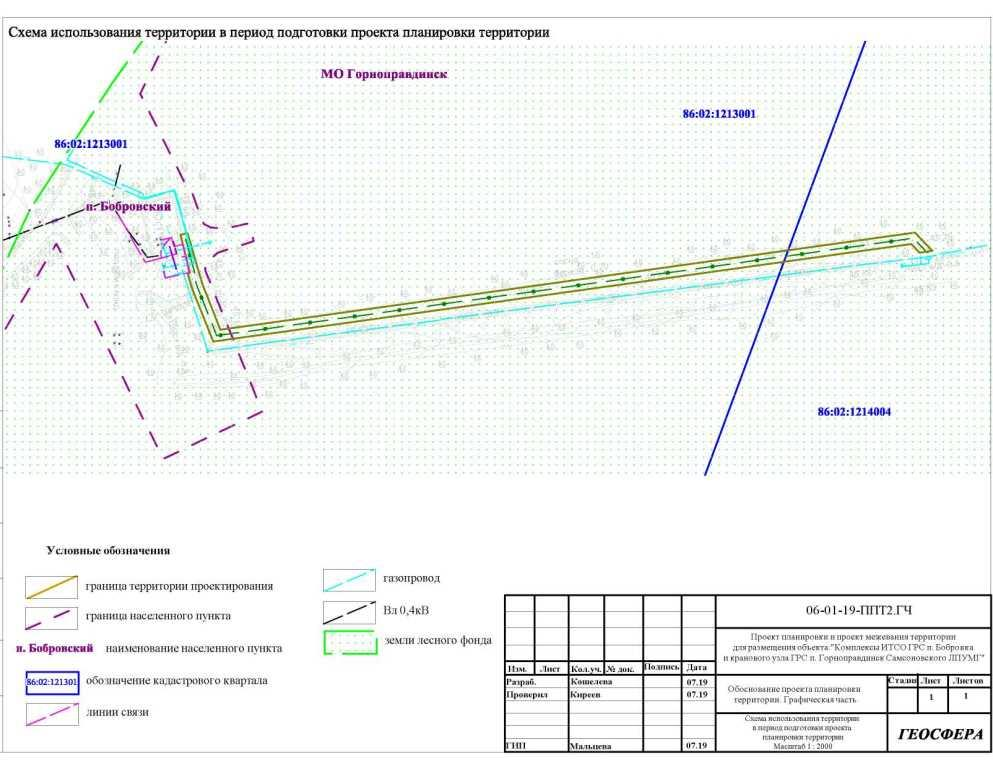 Схема использования территории в период подготовки проекта планировки территории
МО Горноправдинск
86:02:1213001
86:02:1213001
п. Бобровский
86:02:1214004
Условные обозначения
граница территории проектирования
граница населенного пункта
п. Бобровский наименование населенного пункта
86:02:121301 обозначение кадастрового квартала
линии связи
газопровод
Вл 0,4кВ
земли лесного фонда
06-01-19-ППТ2.ГЧ
Проект планировки и проект межевания территории
для размещения объекта:"Комплексы ИТСО ГРС п. Бобровка
и кранового узла ГРС п. Горноправдинск Самсоновского ЛПУМГ"
Изм. Лист Кол.уч. № док. Подпись Дата
Разраб. Кошелева 07.19
Проверил Киреев 07.19
ГИП Мальцева 07.19
Обоснование проекта планировки
территории. Графическая часть
Стадия Лист Листов
1 1
Схема использования территории
в период подготовки проекта
планировки территории
Масштаб 1 : 2000
ГЕОСФЕРА